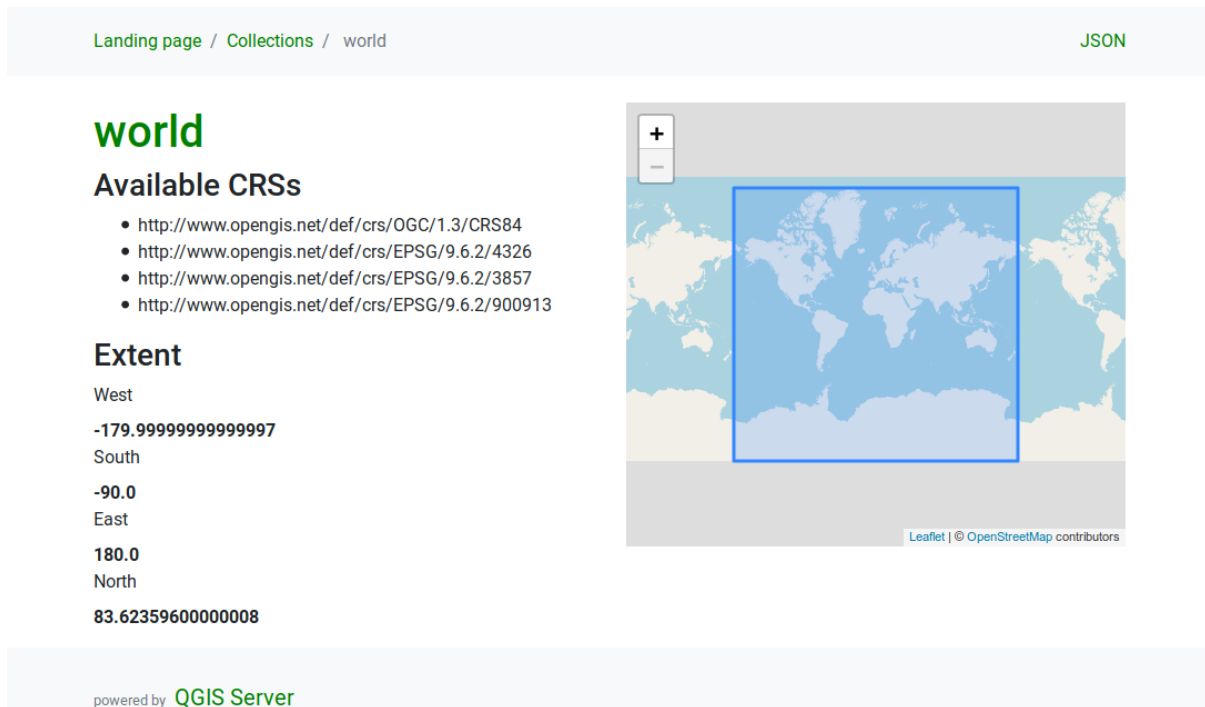 Landing page / Collections / world
JSON
world
Available CRSs
http://www.opengis.net/def/crs/OGC/1.3/CRS84
http://www.opengis.net/def/crs/EPSG/9.6.2/4326
http://www.opengis.net/def/crs/EPSG/9.6.2/3857
http://www.opengis.net/def/crs/EPSG/9.6.2/900913
Extent
West
-179.99999999999997
South
-90.0
East
180.0
North
83.62359600000008
+
−
Leaflet | © OpenStreetMap contributors
powered by QGIS Server